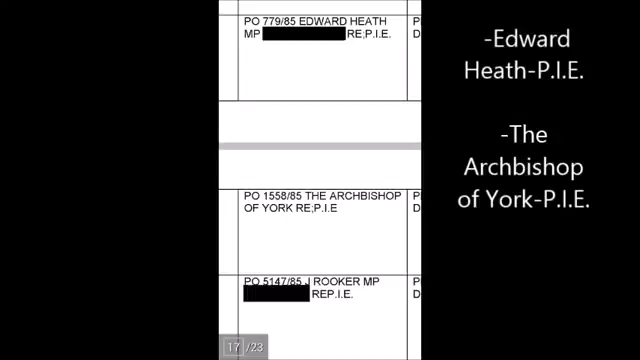 PO 779/85 EDWARD HEATH
MP RE;P.I.E.
PO 1558/85 THE ARCHBISHOP
OF YORK RE;P.I.E
PO 5147/85 J ROOKER MP
REP.I.E.
17 /23
-Edward
Heath-P.I.E.
-The
Archbishop
of York-P.I.E.